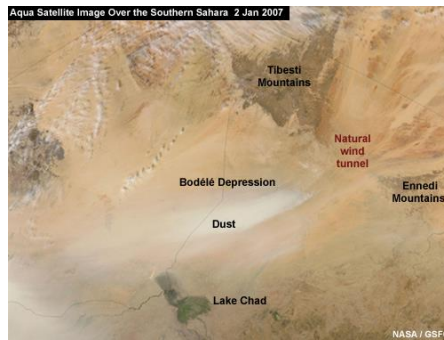 Aqua Satellite Image Over the Southern Sahara 2 Jan 2007
Tibesti
Mountains
Natural
wind
tunnel
Bodélé Depression
Ennedi
Mountains
Dust
Lake Chad
NASA / GSFC